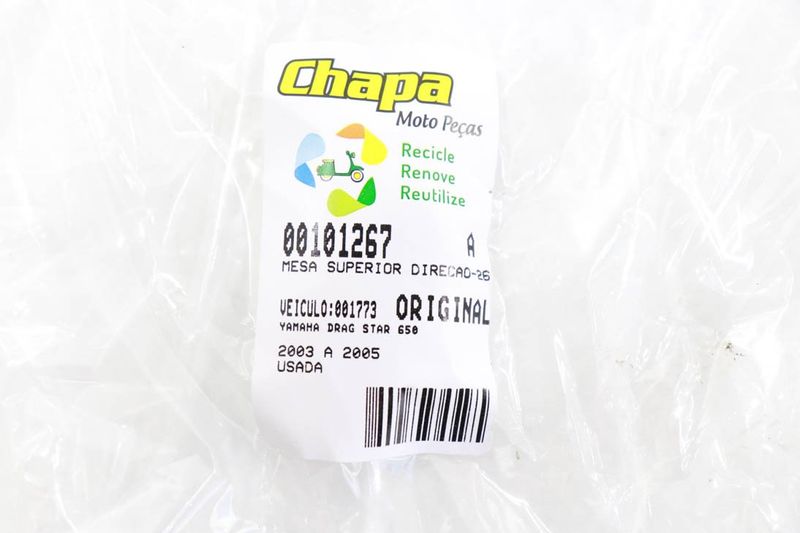 Chapa
Moto Peças
Recicle
Renove
Reutilize
00101267 A
MESA SUPERIOR DIRECAO-26
VEICULO:001773 ORIGINAL
YAMAHA DRAG STAR 650
2003 A 2005
USADA